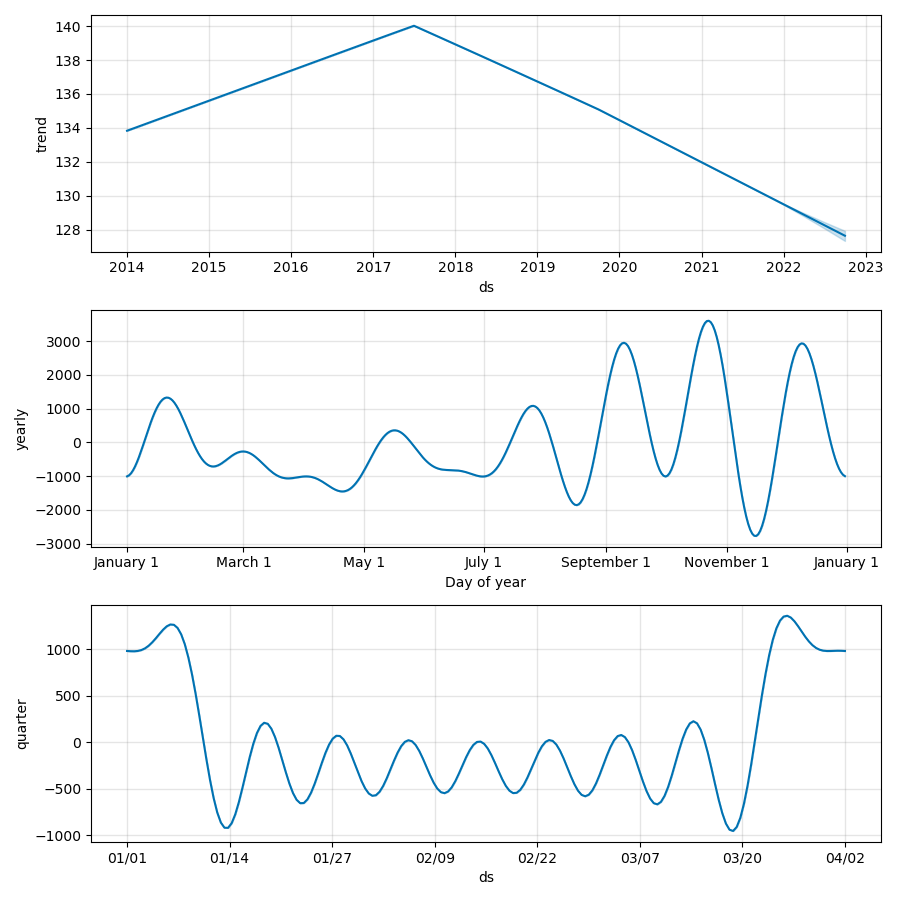 140
138
136
134
132
130
128
trend
2014 2015 2016 2017 2018 2019 2020 2021 2022 2023
ds
3000
2000
1000
0
−1000
−2000
−3000
yearly
January 1 March 1 May 1 July 1 September 1 November 1 January 1
Day of year
1000
500
0
−500
−1000
quarter
01/01 01/14 01/27 02/09 02/22 03/07 03/20 04/02
ds